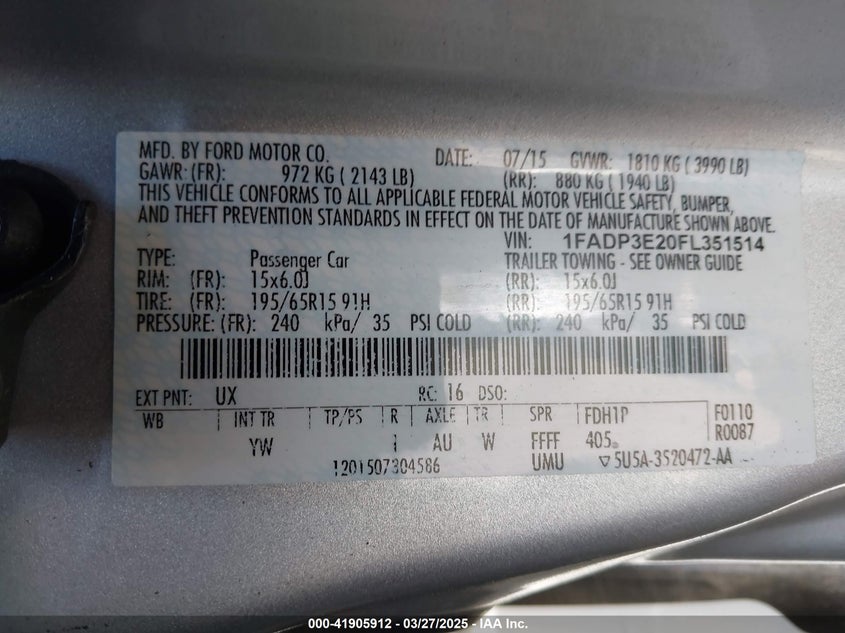 MFD. BY FORD MOTOR CO. DATE: 07/15 GVWR: 1810 KG ( 3990 LB)
GAWR: (FR): 972 KG ( 2143 LB) (RR): 880 KG ( 1940 LB)
THIS VEHICLE CONFORMS TO ALL APPLICABLE FEDERAL MOTOR VEHICLE SAFETY, BUMPER,
AND THEFT PREVENTION STANDARDS IN EFFECT ON THE DATE OF MANUFACTURE SHOWN ABOVE.
VIN: 1FADP3E20FL351514
TYPE: Passenger Car TRAILER TOWING - SEE OWNER GUIDE
RIM: (FR): 15x6.0J (RR): 15x6.0J
TIRE: (FR): 195/65R15 91H (RR): 195/65R15 91H
PRESSURE: (FR): 240 kPa/ 35 PSI COLD (RR): 240 kPa/ 35 PSI COLD
EXT PNT: UX RC: 16 DSO:
WB | INT TR | TP/PS | R | AXLE | TR | SPR | FDH1P F0110
YW 1 AU W FFFF 405 R0087
1201507304586 UMU ▽5U5A-3520472-AA
000-41905912 - 03/27/2025 - IAA Inc.